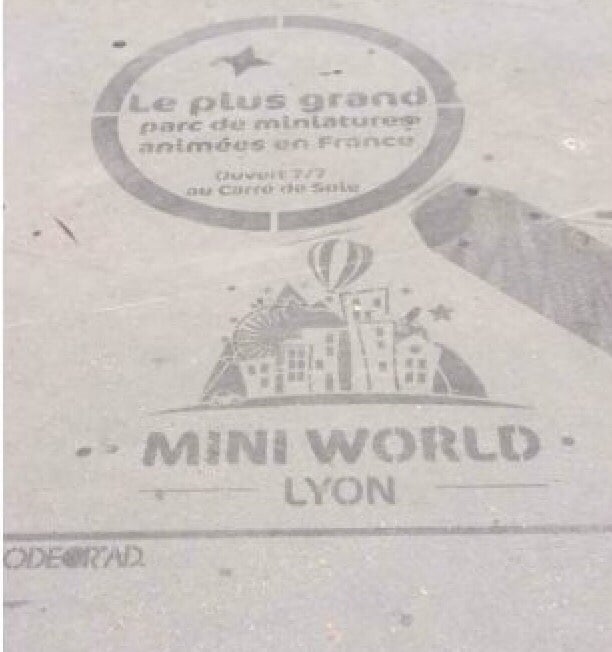 Le plus grand
parc de miniatures
animées en France
Ouvert 7/7
au Carré de Soie
MINI WORLD
LYON